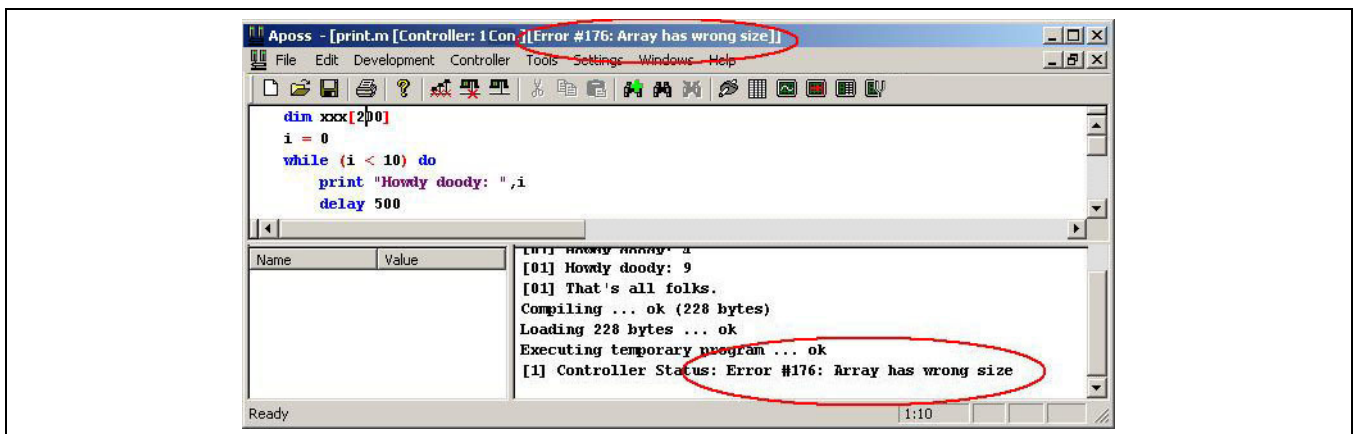 Aposs - [print.m [Controller: 1 Con ][Error #176: Array has wrong size]]
File Edit Development Controller Tools Settings Windows Help
dim xxx[200]
i = 0
while (i < 10) do
print "Howdy doody: ",i
delay 500
Name Value
[01] Howdy doody:
[01] Howdy doody: 9
[01] That's all folks.
Compiling ... ok (228 bytes)
Loading 228 bytes ... ok
Executing temporary program ... ok
[1] Controller Status: Error #176: Array has wrong size
Ready 1:10